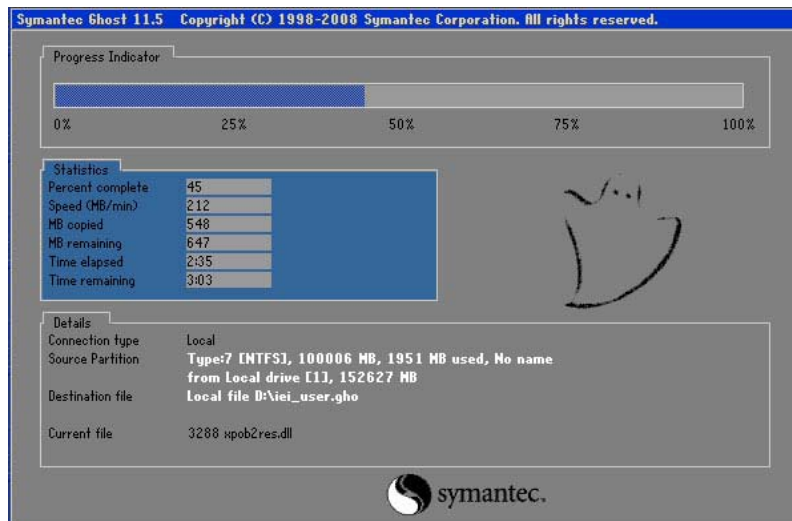 Symantec Ghost 11.5 Copyright (C) 1998-2008 Symantec Corporation. All rights reserved.
Progress Indicator
0% 25% 50% 75% 100%
Statistics
Percent complete 45
Speed (MB/min) 212
MB copied 548
MB remaining 647
Time elapsed 2:35
Time remaining 3:03
Details
Connection type Local
Source Partition Type:7 [NTFS], 100006 MB, 1951 MB used, No name
from Local drive [1], 152627 MB
Destination file Local file D:\iei_user.gho
Current file 3288 xpob2res.dll
symantec.